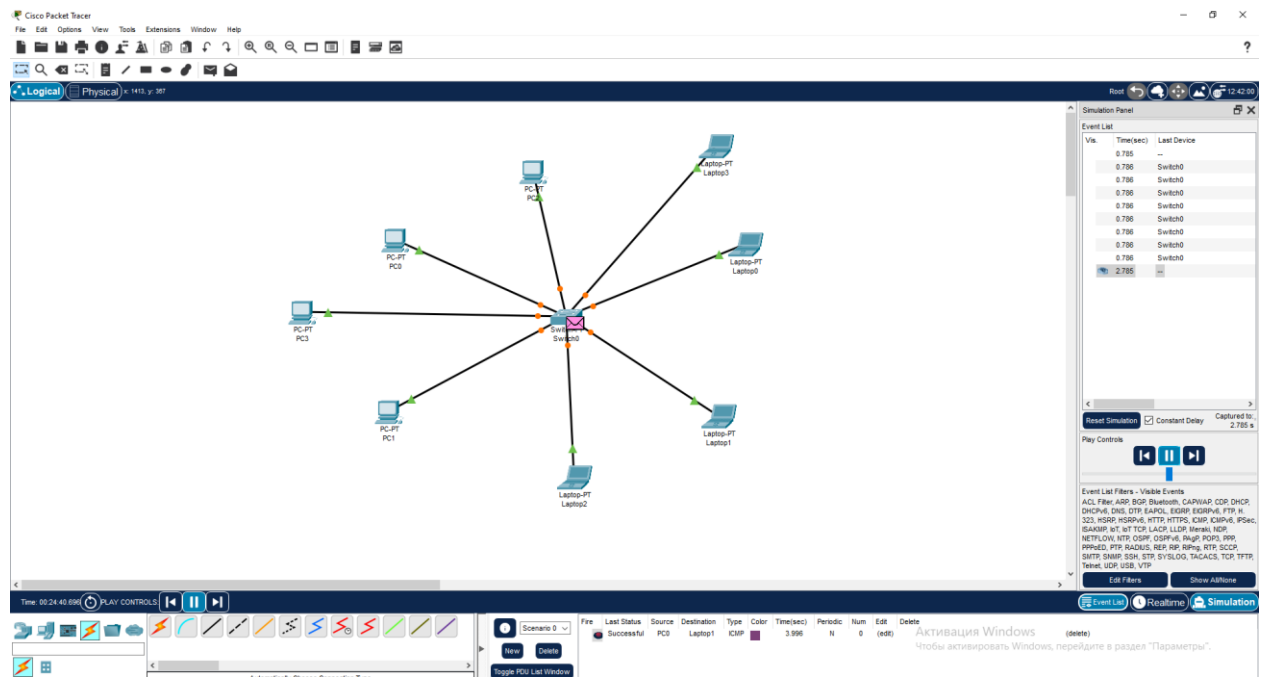 Cisco Packet Tracer
File Edit Options View Tools Extensions Window Help
?
Logical Physical x: 1413, y: 367 Root 12:42:00
Simulation Panel
Event List
Vis. Time(sec) Last Device
0.785 --
0.786 Switch0
0.786 Switch0
0.786 Switch0
0.786 Switch0
0.786 Switch0
0.786 Switch0
0.786 Switch0
0.786 Switch0
2.785 --
Laptop-PT
Laptop3
PC-PT
PC-PT
PC0
Laptop-PT
Laptop0
PC-PT
PC3
Switch0
PC-PT
PC1
Laptop-PT
Laptop1
Laptop-PT
Laptop2
Reset Simulation Constant Delay Captured to:
2.785 s
Play Controls
Event List Filters - Visible Events
ACL Filter, ARP, BGP, Bluetooth, CAPWAP, CDP, DHCP,
DHCPv6, DNS, DTP, EAPOL, EIGRP, EIGRPv6, FTP, H.
323, HSRP, HSRPv6, HTTP, HTTPS, ICMP, ICMPv6, IPSec,
ISAKMP, IoT, IoT TCP, LACP, LLDP, Meraki, NDP,
NETFLOW, NTP, OSPF, OSPFv6, PAgP, POP3, PPP,
PPPoED, PTP, RADIUS, REP, RIP, RIPng, RTP, SCCP,
SMTP, SNMP, SSH, STP, SYSLOG, TACACS, TCP, TFTP,
Telnet, UDP, USB, VTP
Edit Filters Show All/None
Time: 00:24:40.696 PLAY CONTROLS: Event List Realtime Simulation
Scenario 0
New Delete
Toggle PDU List Window
Fire Last Status Source Destination Type Color Time(sec) Periodic Num Edit Delete
Successful PC0 Laptop1 ICMP 3.996 N 0 (edit) (delete)
Активация Windows
Чтобы активировать Windows, перейдите в раздел "Параметры".